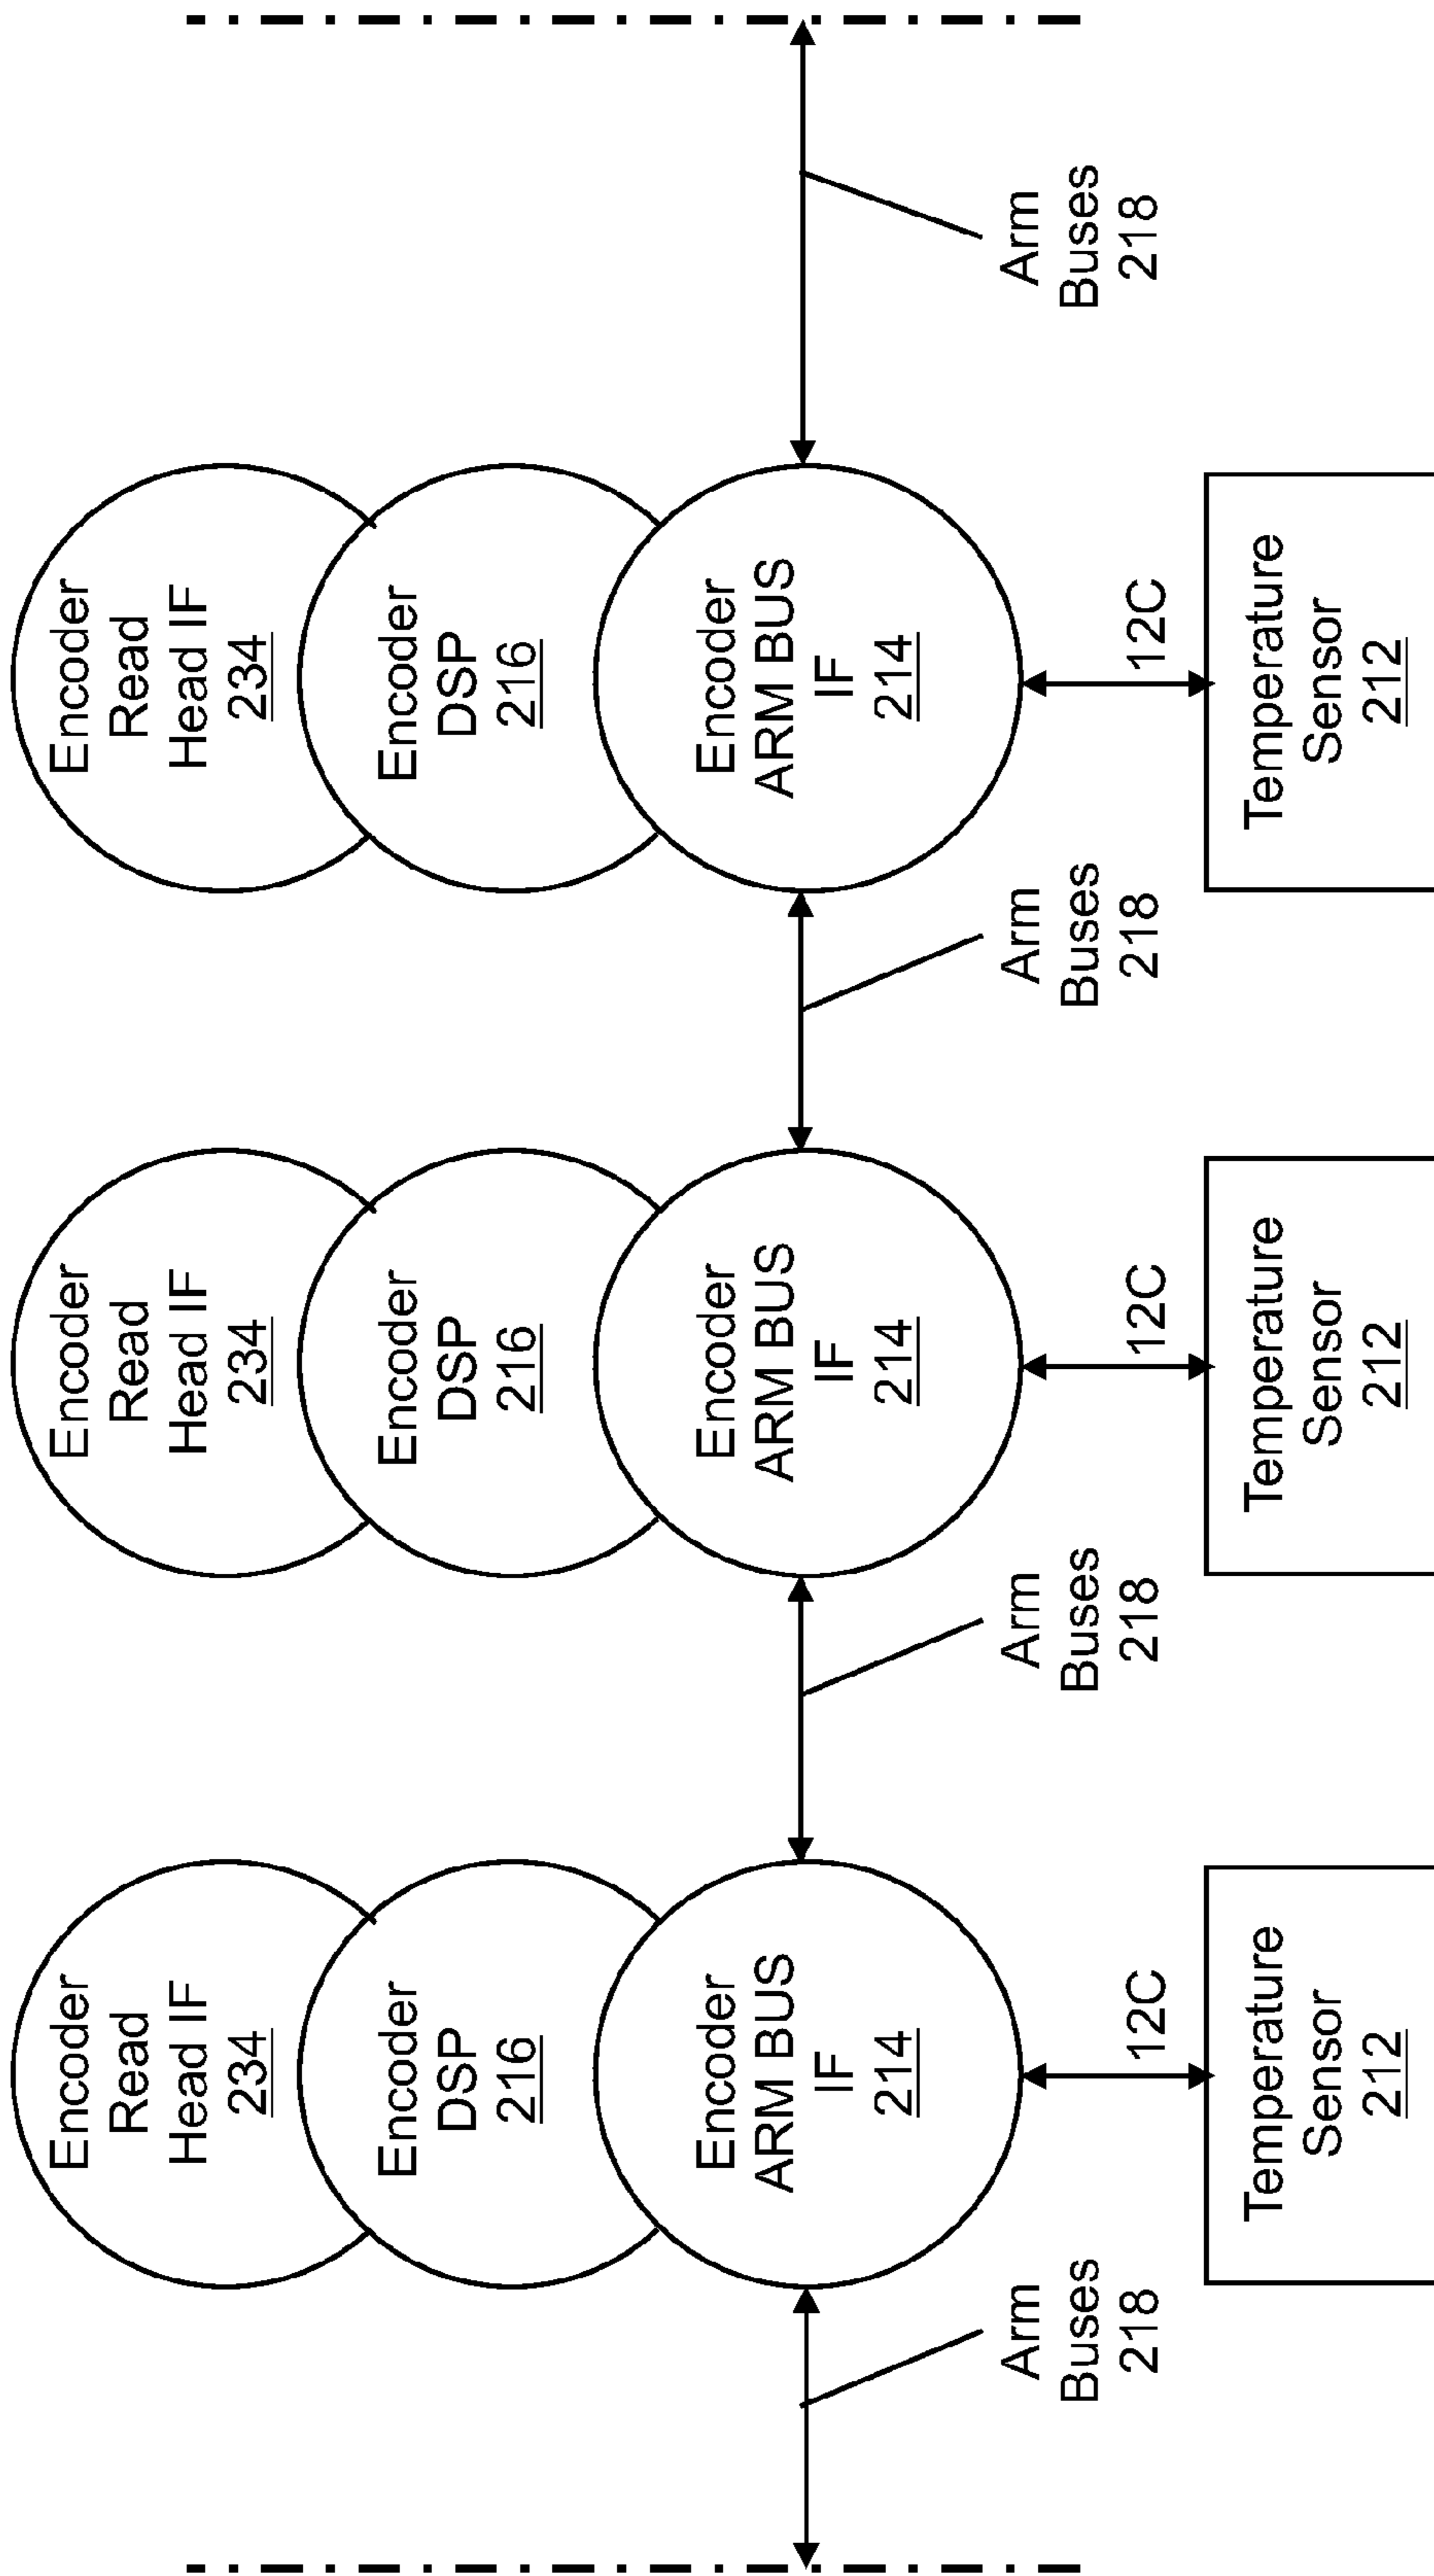 Encoder
Read
Head IF
234
Encoder
DSP
216
Encoder
ARM BUS
IF
214
Arm
Buses
218
12C
Temperature
Sensor
212
Encoder
Read
Head IF
234
Encoder
DSP
216
Encoder
ARM BUS
IF
214
Arm
Buses
218
12C
Temperature
Sensor
212
Encoder
Read
Head IF
234
Encoder
DSP
216
Encoder
ARM BUS
IF
214
Arm
Buses
218
12C
Temperature
Sensor
212
Arm
Buses
218